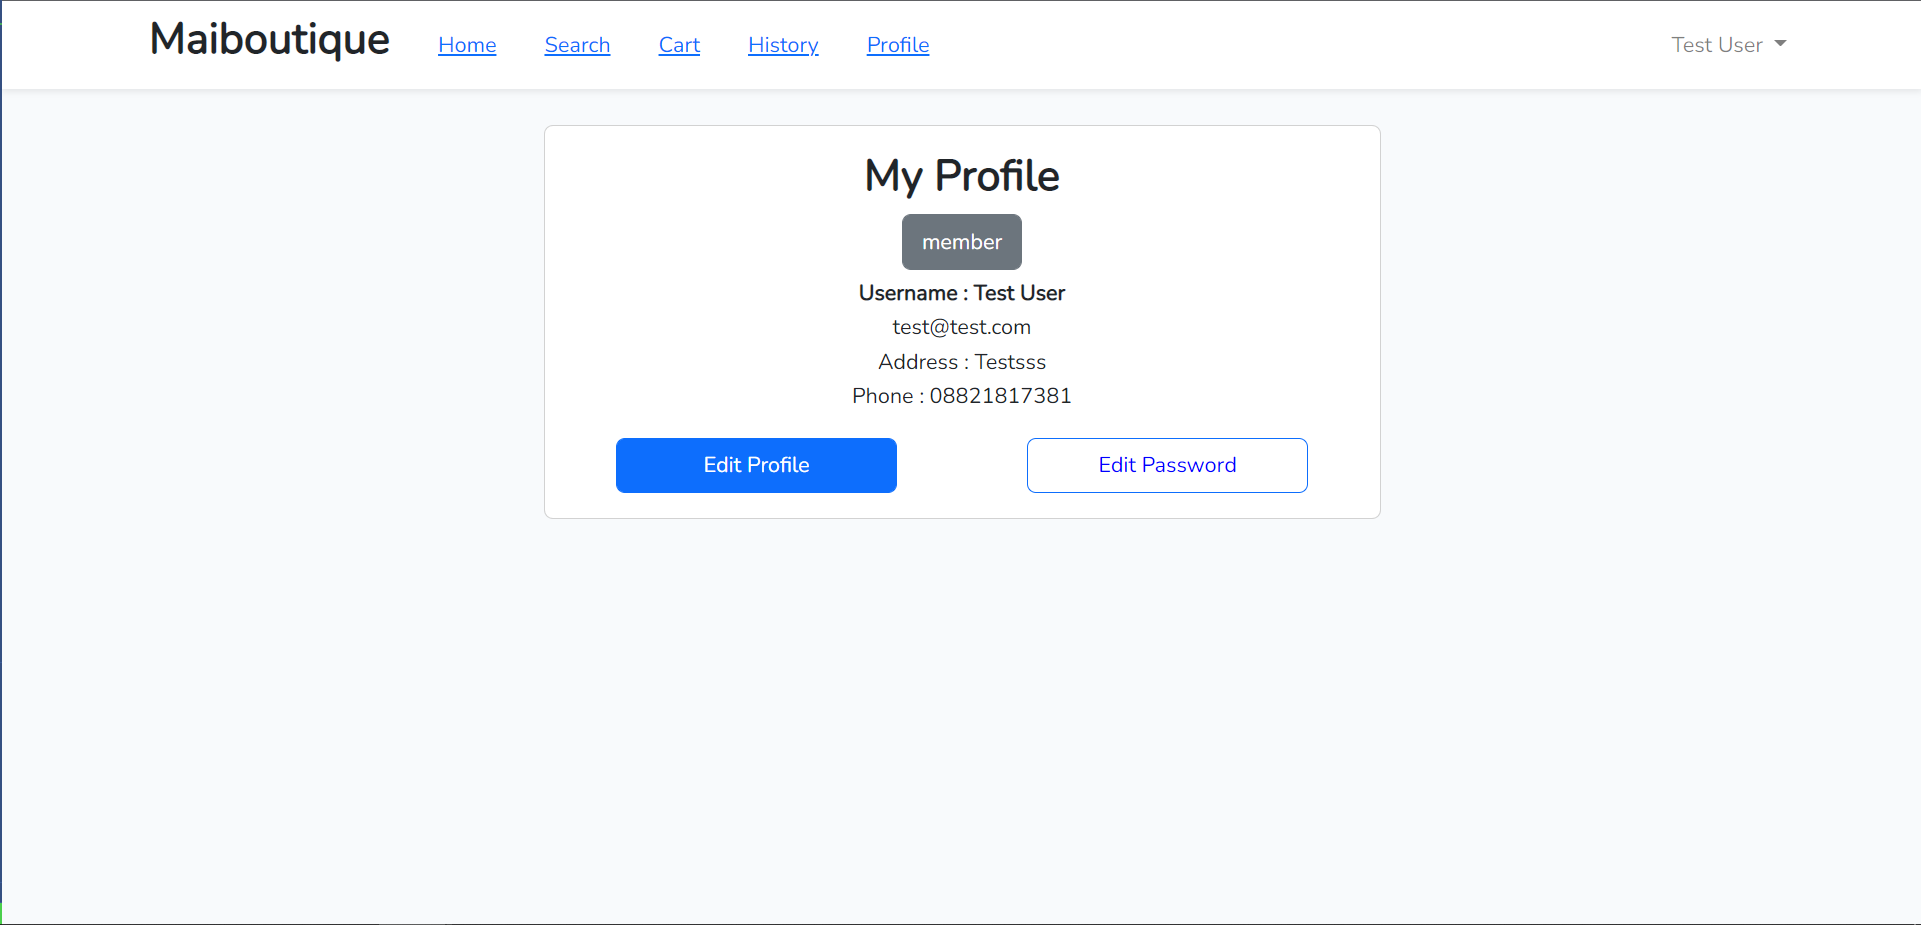 Maiboutique Home Search Cart History Profile Test User
My Profile
member
Username : Test User
test@test.com
Address : Testsss
Phone : 08821817381
Edit Profile Edit Password